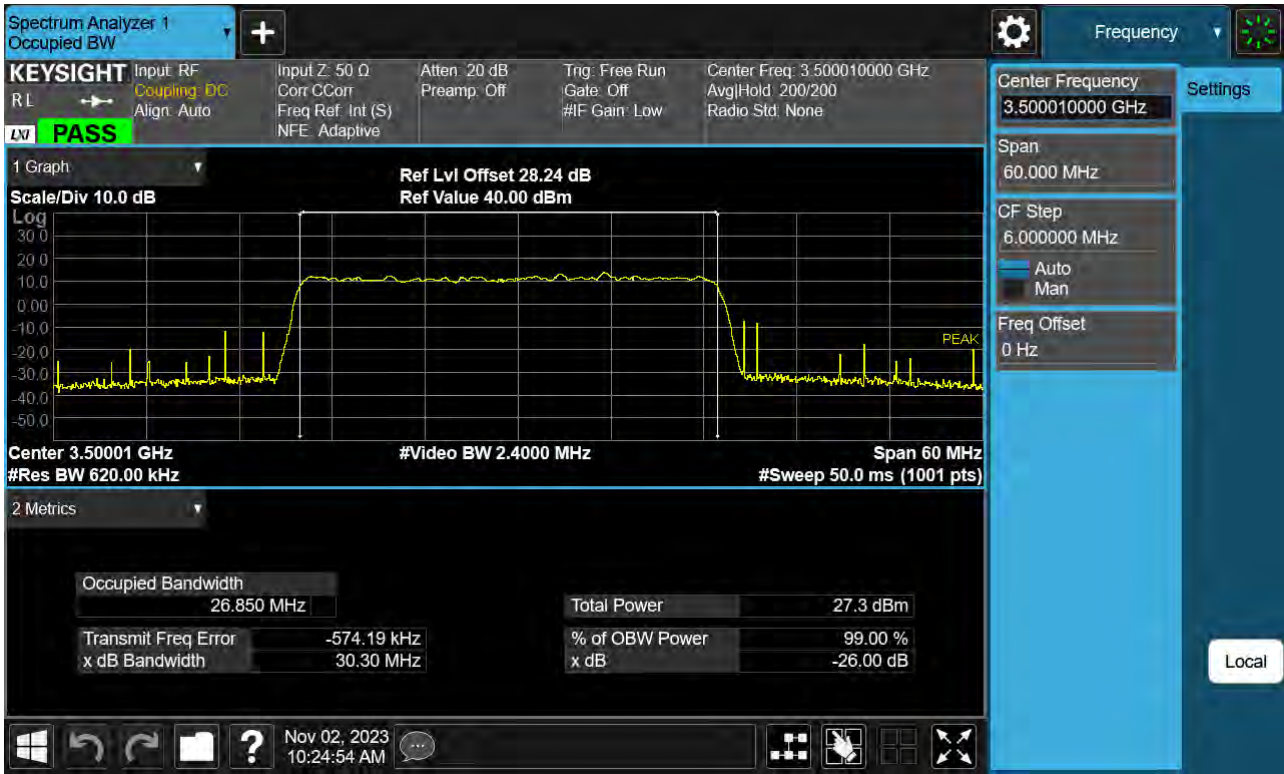 Spectrum Analyzer 1
Occupied BW
Frequency
KEYSIGHT
RL
LXI PASS
Input: RF
Coupling: DC
Align: Auto
Input Z: 50 Ω
Corr CCorr
Freq Ref: Int (S)
NFE: Adaptive
Atten: 20 dB
Preamp: Off
Trig: Free Run
Gate: Off
#IF Gain: Low
Center Freq: 3.500010000 GHz
Avg|Hold: 200/200
Radio Std: None
Center Frequency
3.500010000 GHz
Settings
Span
60.000 MHz
CF Step
6.000000 MHz
Auto
Man
Freq Offset
0 Hz
1 Graph
Scale/Div 10.0 dB
Ref Lvl Offset 28.24 dB
Ref Value 40.00 dBm
Log
30.0
20.0
10.0
0.00
-10.0
-20.0
-30.0
-40.0
-50.0
PEAK
Center 3.50001 GHz
#Video BW 2.4000 MHz
Span 60 MHz
#Res BW 620.00 kHz
#Sweep 50.0 ms (1001 pts)
2 Metrics
Occupied Bandwidth
26.850 MHz
Total Power 27.3 dBm
Transmit Freq Error -574.19 kHz
% of OBW Power 99.00 %
x dB Bandwidth 30.30 MHz
x dB -26.00 dB
Local
?
Nov 02, 2023
10:24:54 AM